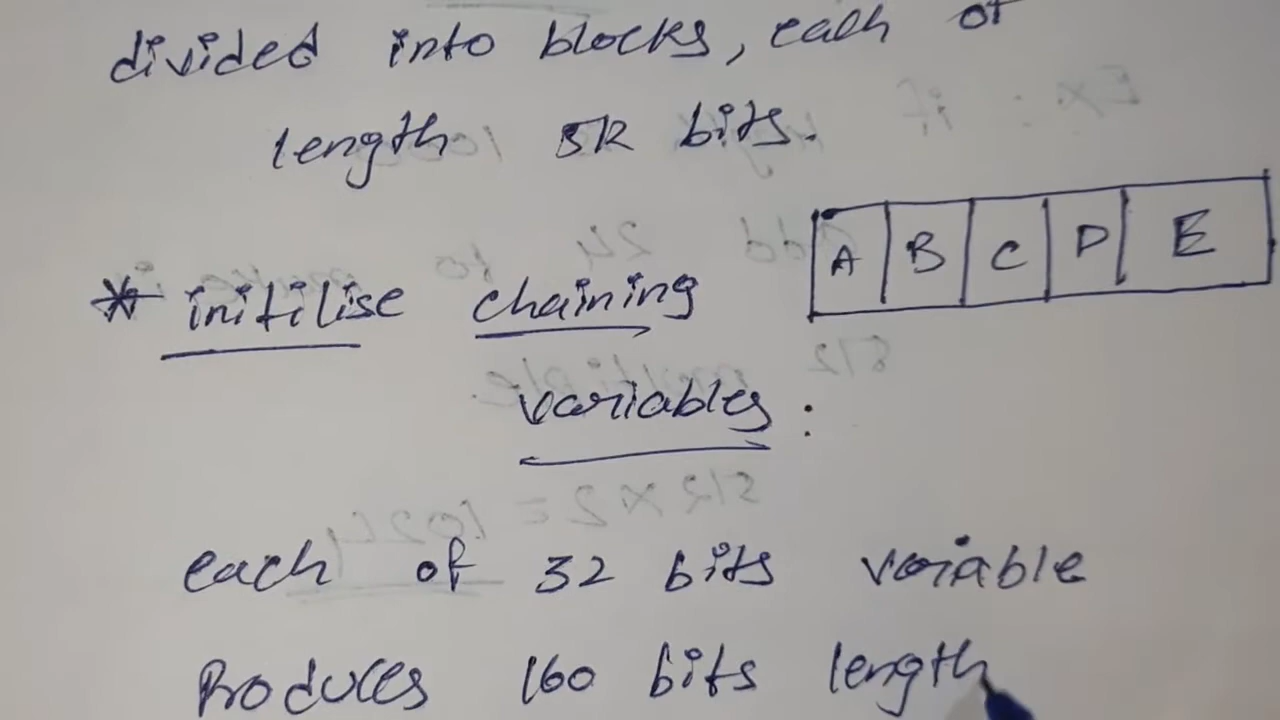 divided into blocks, each of
length 512 bits.
A B C D E
* initilise chaining
variables :
each of 32 bits variable
Produces 160 bits length